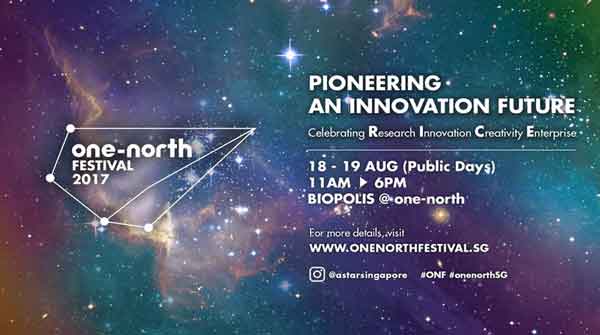 one-north
FESTIVAL
2017
PIONEERING
AN INNOVATION FUTURE
Celebrating Research Innovation Creativity Enterprise
18 - 19 AUG (Public Days)
11AM ▶ 6PM
BIOPOLIS @ one-north
For more details, visit
WWW.ONENORTHFESTIVAL.SG
@astarsingapore #ONF #onenorthSG